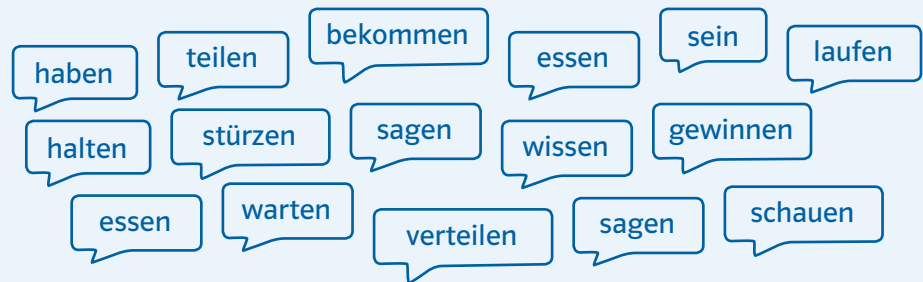 haben teilen bekommen essen sein laufen
halten stürzen sagen wissen gewinnen
essen warten verteilen sagen schauen